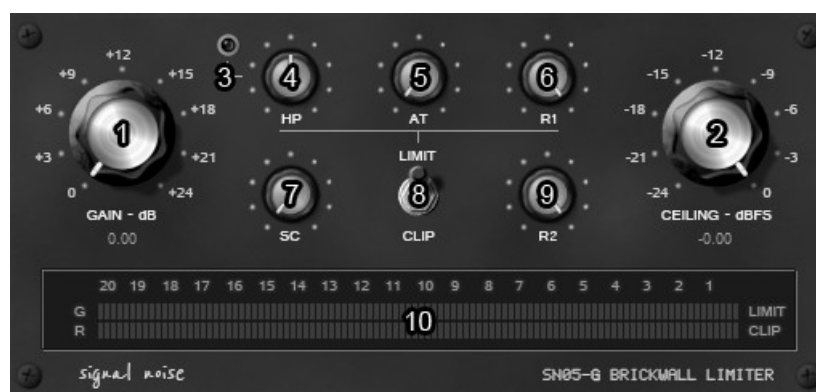 +12 -12
+9 +15 -15 -9
3 4 5 6
+6 1 +18 -18 2 -6
HP AT R1
+3 +21 -21 -3
LIMIT
0 +24 7 8 9 -24 0
GAIN - dB CEILING - dBFS
0.00 SC CLIP R2 -0.00
20 19 18 17 16 15 14 13 12 11 10 9 8 7 6 5 4 3 2 1
G LIMIT
10
R CLIP
signal noise SN05-G BRICKWALL LIMITER